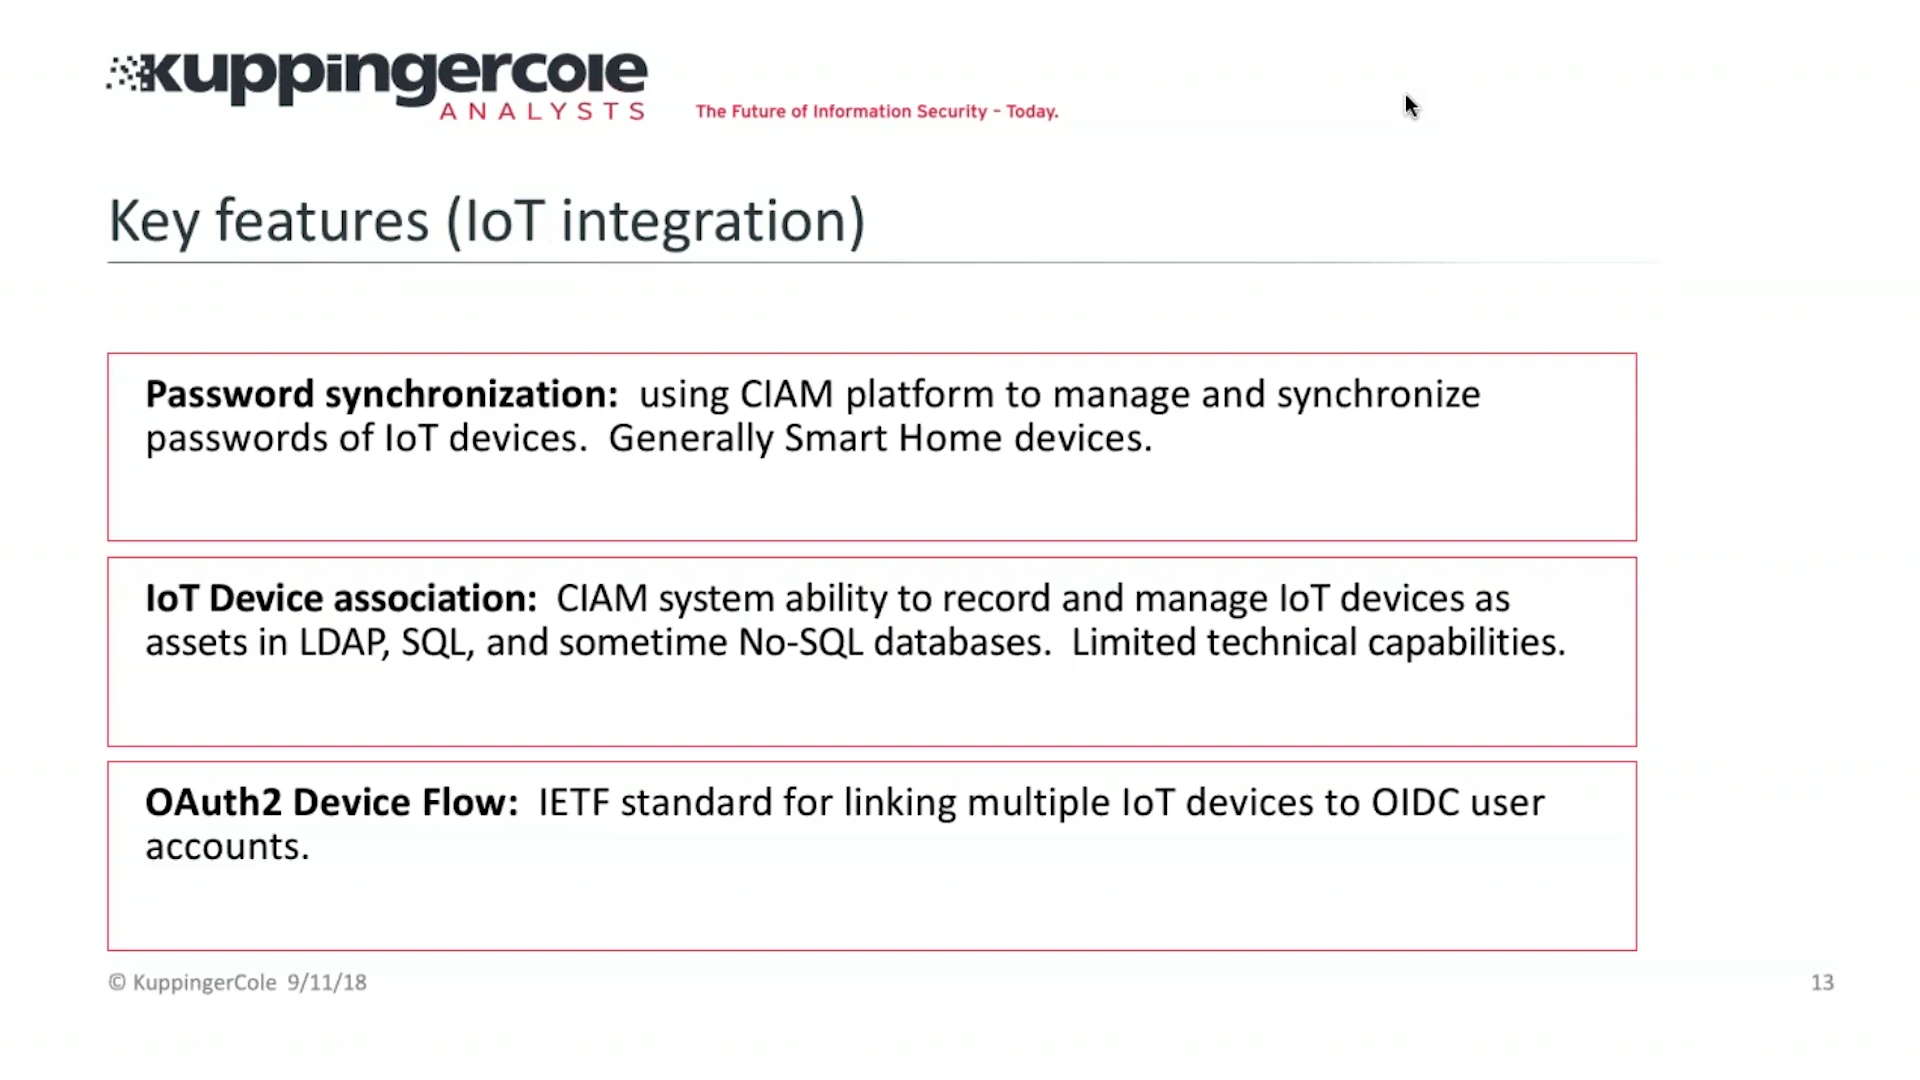 kuppingercole
ANALYSTS
The Future of Information Security - Today.
Key features (IoT integration)
Password synchronization: using CIAM platform to manage and synchronize
passwords of IoT devices. Generally Smart Home devices.
IoT Device association: CIAM system ability to record and manage IoT devices as
assets in LDAP, SQL, and sometime No-SQL databases. Limited technical capabilities.
OAuth2 Device Flow: IETF standard for linking multiple IoT devices to OIDC user
accounts.
© KuppingerCole 9/11/18
13